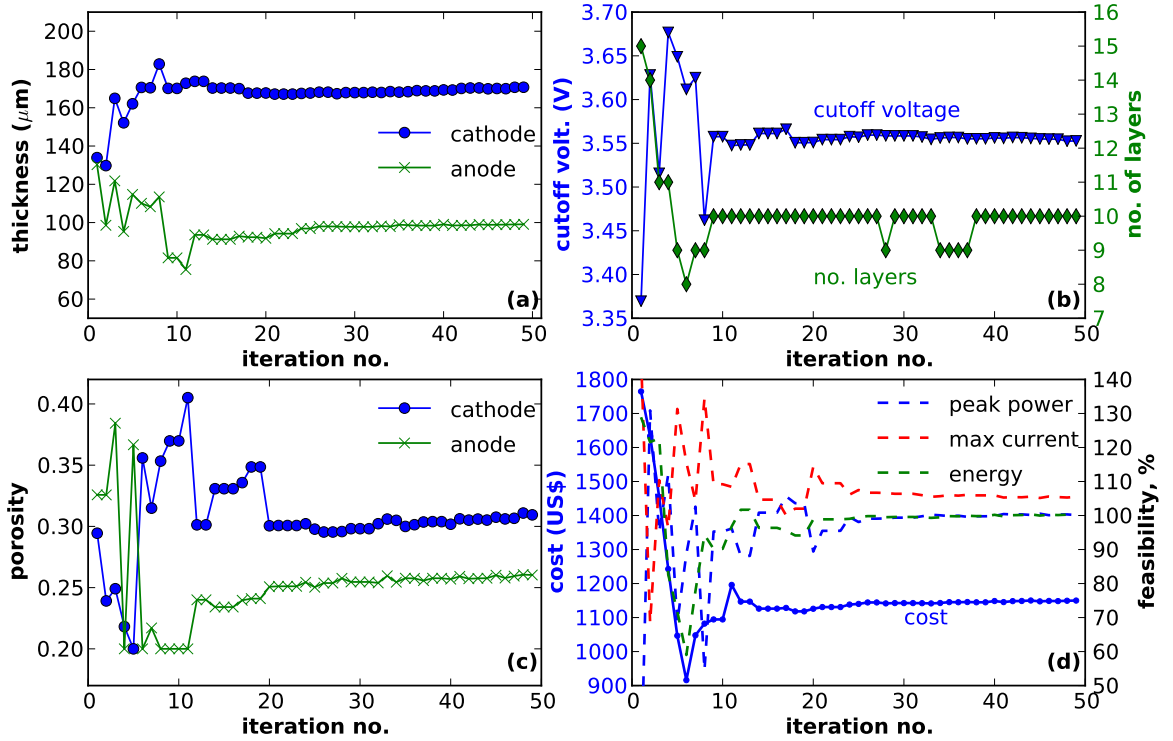 200
180
160
140
120
100
80
60
thickness (μm)
cathode
anode
(a)
0 10 20 30 40 50
iteration no.
3.70
3.65
3.60
3.55
3.50
3.45
3.40
3.35
cutoff volt. (V)
cutoff voltage
no. layers
(b)
16
15
14
13
12
11
10
9
8
7
no. of layers
0 10 20 30 40 50
iteration no.
0.40
0.35
0.30
0.25
0.20
porosity
cathode
anode
(c)
0 10 20 30 40 50
iteration no.
1800
1700
1600
1500
1400
1300
1200
1100
1000
900
cost (US$)
peak power
max current
energy
cost
(d)
140
130
120
110
100
90
80
70
60
50
feasibility, %
0 10 20 30 40 50
iteration no.